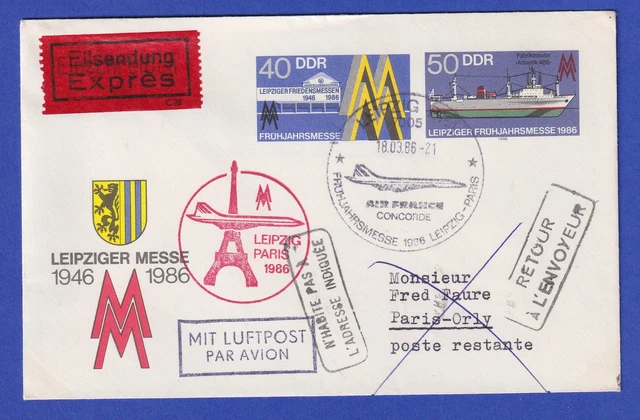 Eilsendung
Exprès
C 28
40 DDR
LEIPZIGER FRIEDENSMESSEN
1946 1986
FRÜHJAHRSMESSE
50 DDR
LEIPZIGER FRÜHJAHRSMESSE 1986
LEIPZIG
18.03.86-21
AIR FRANCE
CONCORDE
FRÜHJAHRSMESSE 1986 LEIPZIG-PARIS
LEIPZIGER MESSE
1946 1986
LEIPZIG
PARIS
1986
MIT LUFTPOST
PAR AVION
N'HABITE PAS
L'ADRESSE INDIQUÉE
RETOUR
À L'ENVOYEUR
Monsieur
Fred Faure
Paris-Orly
poste restante